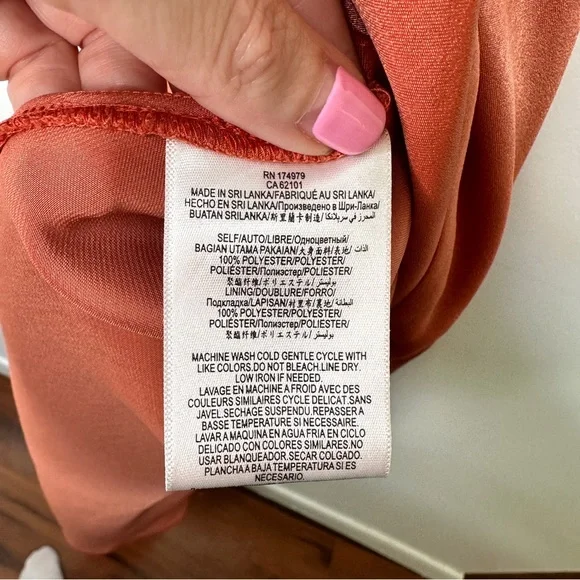 RN 174979
CA 62101
MADE IN SRI LANKA/FABRIQUÉ AU SRI LANKA/
HECHO EN SRI LANKA/Произведено в Шри-Ланка/
BUATAN SRILANKA/斯里蘭卡制造/ في سريلانكا
SELF/AUTO/LIBRE/Одноцветный/
BAGIAN UTAMA PAKAIAN/大身面料/表地/ الذات
100% POLYESTER/POLYESTER/
POLIÉSTER/Полиэстер/POLIESTER/
聚酯纤维/ポリエステル/ بوليستر
LINING/DOUBLURE/FORRO/
Подкладка/LAPISAN/衬里布/裏地/ البطانة
100% POLYESTER/POLYESTER/
POLIÉSTER/Полиэстер/POLIESTER/
聚酯纤维/ポリエステル/ بوليستر
MACHINE WASH COLD GENTLE CYCLE WITH
LIKE COLORS.DO NOT BLEACH.LINE DRY.
LOW IRON IF NEEDED.
LAVAGE EN MACHINE A FROID AVEC DES
COULEURS SIMILAIRES CYCLE DELICAT.SANS
JAVEL.SECHAGE SUSPENDU.REPASSER A
BASSE TEMPERATURE SI NECESSAIRE.
LAVAR A MAQUINA EN AGUA FRIA EN CICLO
DELICADO CON COLORES SIMILARES.NO
USAR BLANQUEADOR.SECAR COLGADO.
PLANCHA A BAJA TEMPERATURA SI ES
NECESARIO.